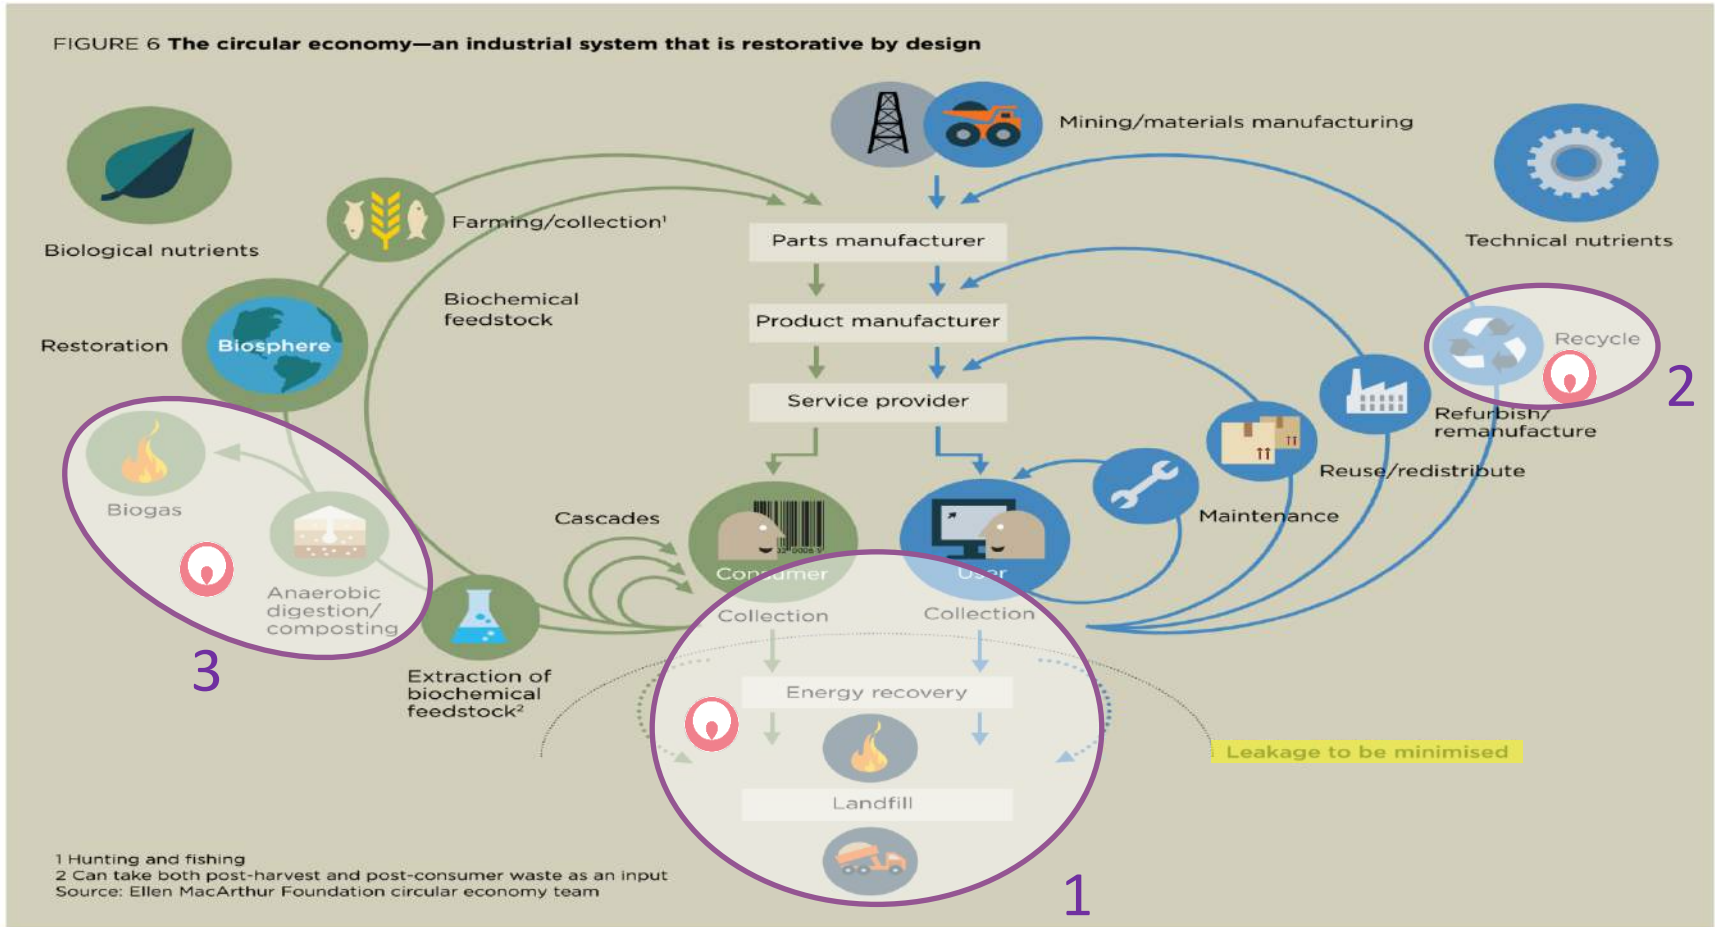 FIGURE 6 The circular economy—an industrial system that is restorative by design
Mining/materials manufacturing
Biological nutrients
Technical nutrients
Farming/collection¹
Parts manufacturer
Biochemical
feedstock
Product manufacturer
Restoration
Biosphere
Recycle
2
Service provider
Refurbish/
remanufacture
Reuse/redistribute
Biogas
Cascades
Maintenance
Consumer
User
Anaerobic
digestion/
composting
3
Collection
Collection
Extraction of
biochemical
feedstock²
Energy recovery
Leakage to be minimised
Landfill
1
1 Hunting and fishing
2 Can take both post-harvest and post-consumer waste as an input
Source: Ellen MacArthur Foundation circular economy team